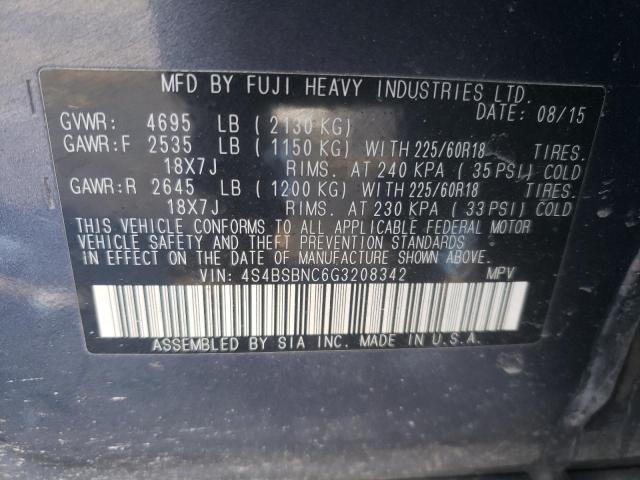 MFD BY FUJI HEAVY INDUSTRIES LTD.
DATE: 08/15
GVWR: 4695 LB ( 2130 KG)
GAWR:F 2535 LB ( 1150 KG) WITH 225/60R18 TIRES.
18X7J RIMS. AT 240 KPA ( 35 PSI) COLD
GAWR:R 2645 LB ( 1200 KG) WITH 225/60R18 TIRES.
18X7J RIMS. AT 230 KPA ( 33 PSI) COLD
THIS VEHICLE CONFORMS TO ALL APPLICABLE FEDERAL MOTOR
VEHICLE SAFETY AND THEFT PREVENTION STANDARDS
IN EFFECT ON THE DATE OF MANUFACTURE SHOWN ABOVE.
VIN: 4S4BSBNC6G3208342 MPV
ASSEMBLED BY SIA INC. MADE IN U.S.A.